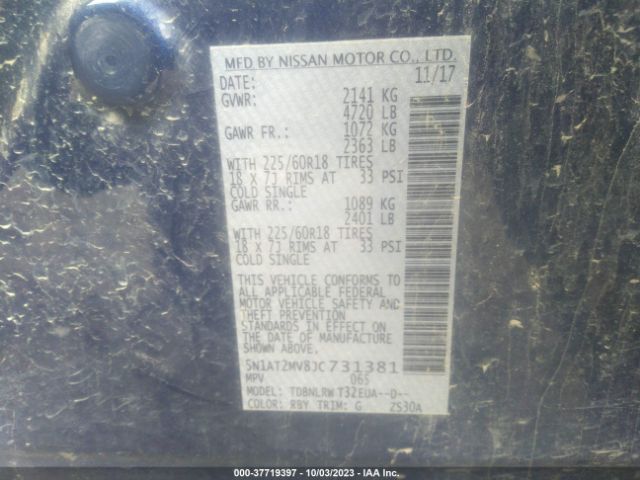 MFD BY NISSAN MOTOR CO., LTD.
DATE: 11/17
GVWR: 2141 KG
4720 LB
GAWR FR.: 1072 KG
2363 LB
WITH 225/60R18 TIRES
18 X 7J RIMS AT 33 PSI
COLD SINGLE
GAWR RR.: 1089 KG
2401 LB
WITH 225/60R18 TIRES
18 X 7J RIMS AT 33 PSI
COLD SINGLE
THIS VEHICLE CONFORMS TO
ALL APPLICABLE FEDERAL
MOTOR VEHICLE SAFETY AND
THEFT PREVENTION
STANDARDS IN EFFECT ON
THE DATE OF MANUFACTURE
SHOWN ABOVE.
5N1AT2MV8JC731381
MPV 065
MODEL: TDBNLRW T32EUA--D--
COLOR: RBY TRIM: G ZS30A
000-37719397 - 10/03/2023 - IAA Inc.